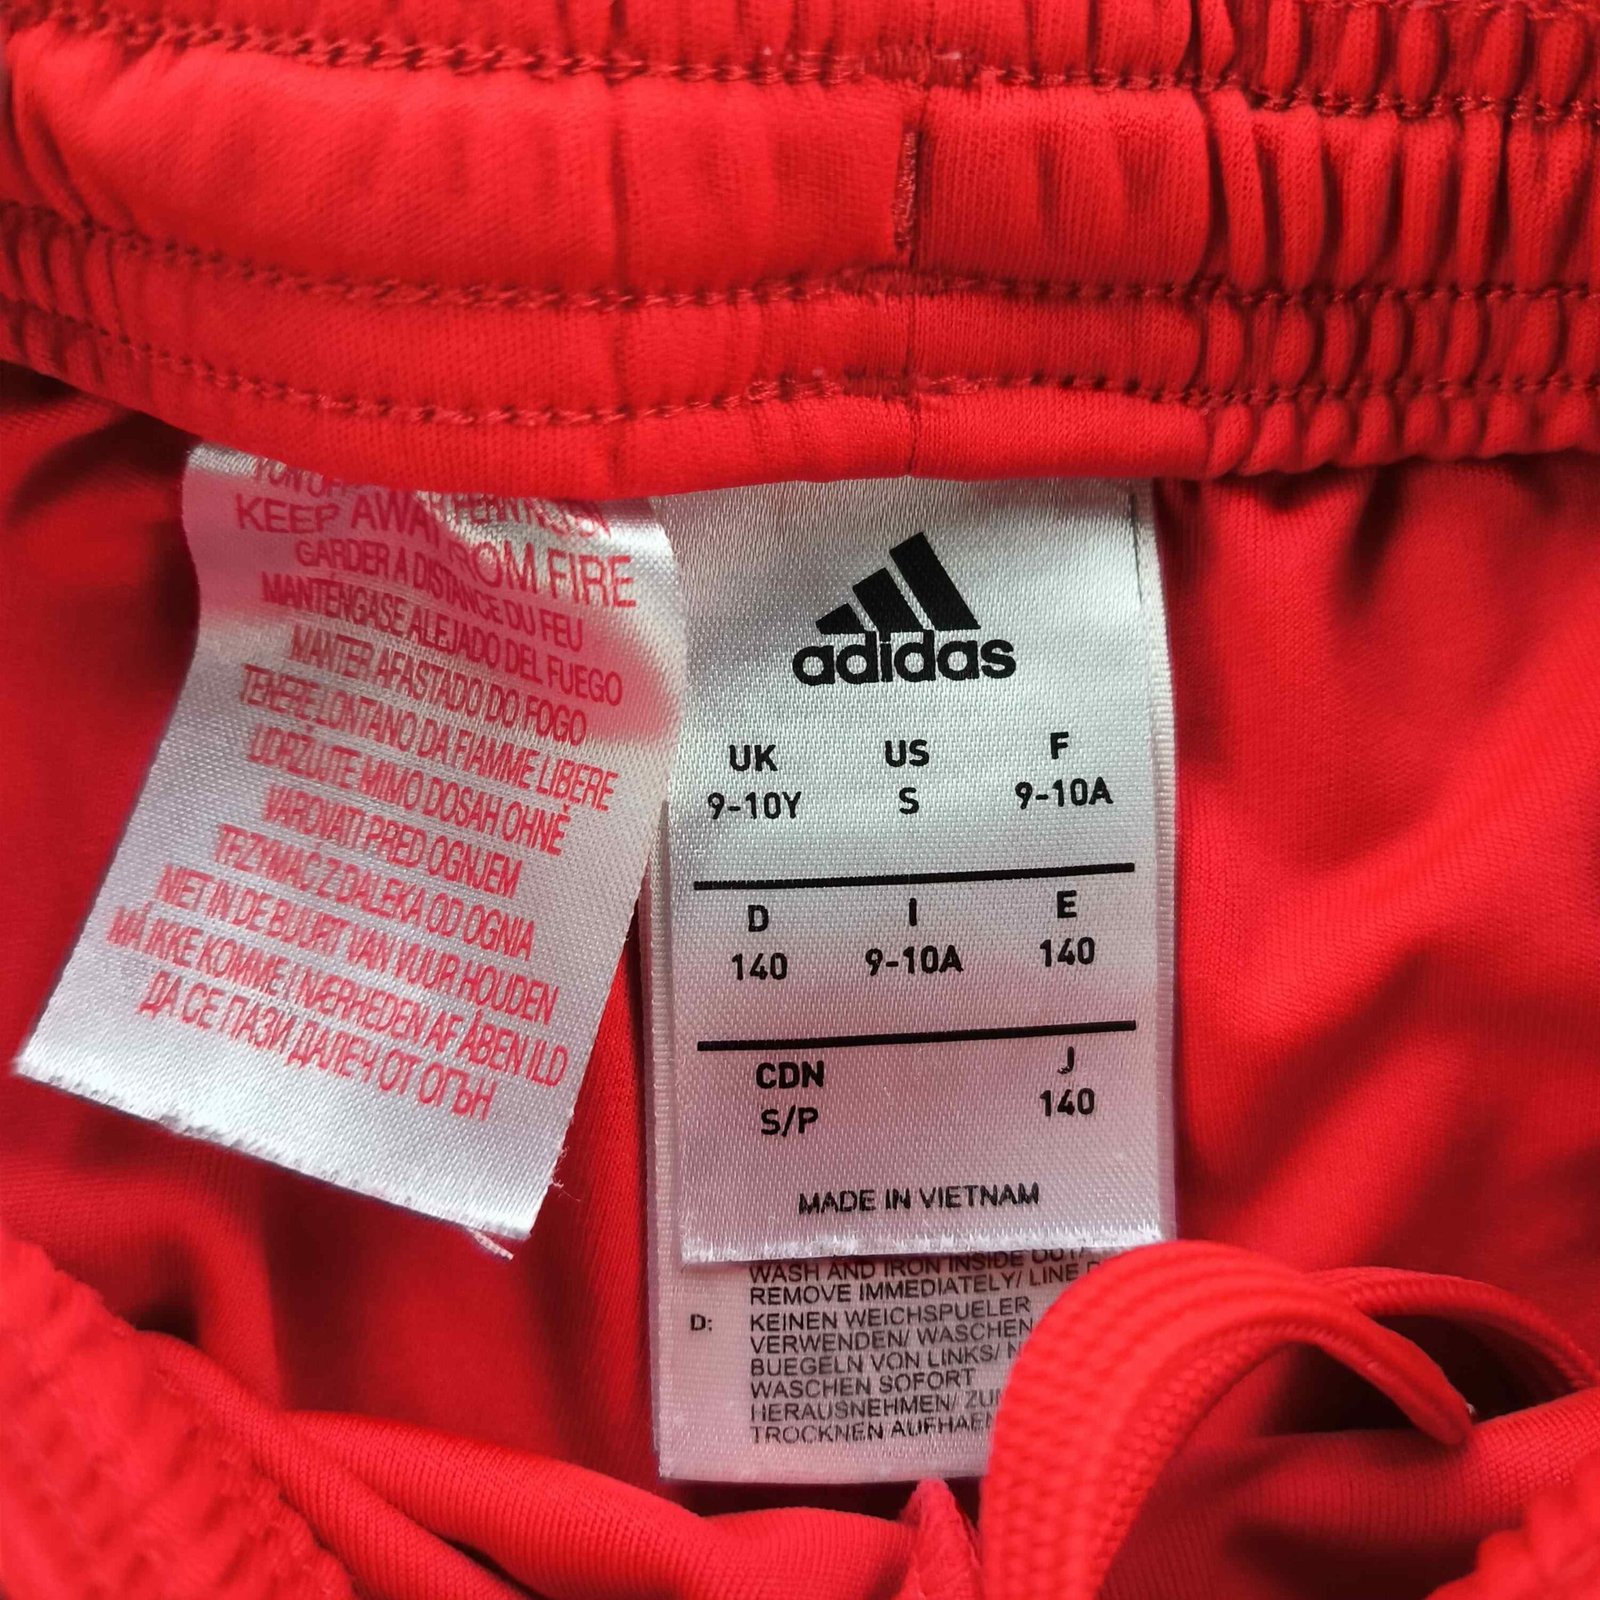 KEEP AWAY FROM FIRE
GARDER A DISTANCE DU FEU
MANTENGASE ALEJADO DEL FUEGO
MANTER AFASTADO DO FOGO
TENERE LONTANO DA FIAMME LIBERE
UDRŽUJTE MIMO DOSAH OHNĚ
VAROVATI PRED OGNJEM
TRZYMAĆ Z DALEKA OD OGNIA
NIET IN DE BUURT VAN VUUR HOUDEN
MÅ IKKE KOMME I NÆRHEDEN AF ÅBEN ILD
ДА СЕ ПАЗИ ДАЛЕЧ ОТ ОГЪН
adidas
UK US F
9-10Y S 9-10A
D I E
140 9-10A 140
CDN J
S/P 140
MADE IN VIETNAM
WASH AND IRON INSIDE OUT/
REMOVE IMMEDIATELY/ LINE
D: KEINEN WEICHSPUELER
VERWENDEN/ WASCHEN
BUEGELN VON LINKS/
WASCHEN SOFORT
HERAUSNEHMEN/
TROCKNEN